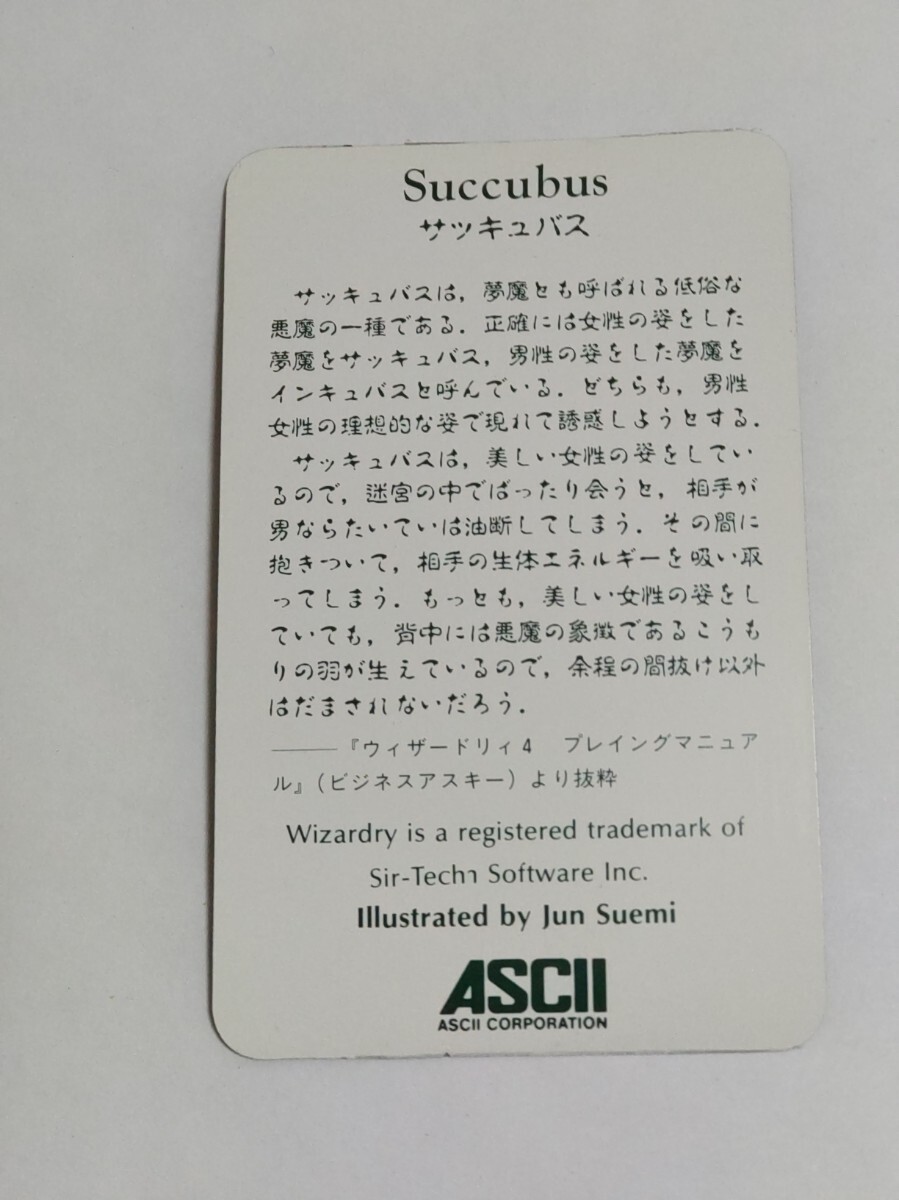 Succubus
サッキュバス
サッキュバスは，夢魔とも呼ばれる低俗な
悪魔の一種である．正確には女性の姿をした
夢魔をサッキュバス，男性の姿をした夢魔を
インキュバスと呼んでいる．どちらも，男性
女性の理想的な姿で現れて誘惑しようとする．
サッキュバスは，美しい女性の姿をしてい
るので，迷宮の中でばったり会うと，相手が
男ならたいていは油断してしまう．その間に
抱きついて，相手の生体エネルギーを吸い取
ってしまう．もっとも，美しい女性の姿をし
ていても，背中には悪魔の象徴であるこうも
りの羽が生えているので，余程の間抜け以外
はだまされないだろう．
———『ウィザードリィ4　プレイングマニュア
ル』（ビジネスアスキー）より抜粋
Wizardry is a registered trademark of
Sir-Tech Software Inc.
Illustrated by Jun Suemi
ASCII
ASCII CORPORATION